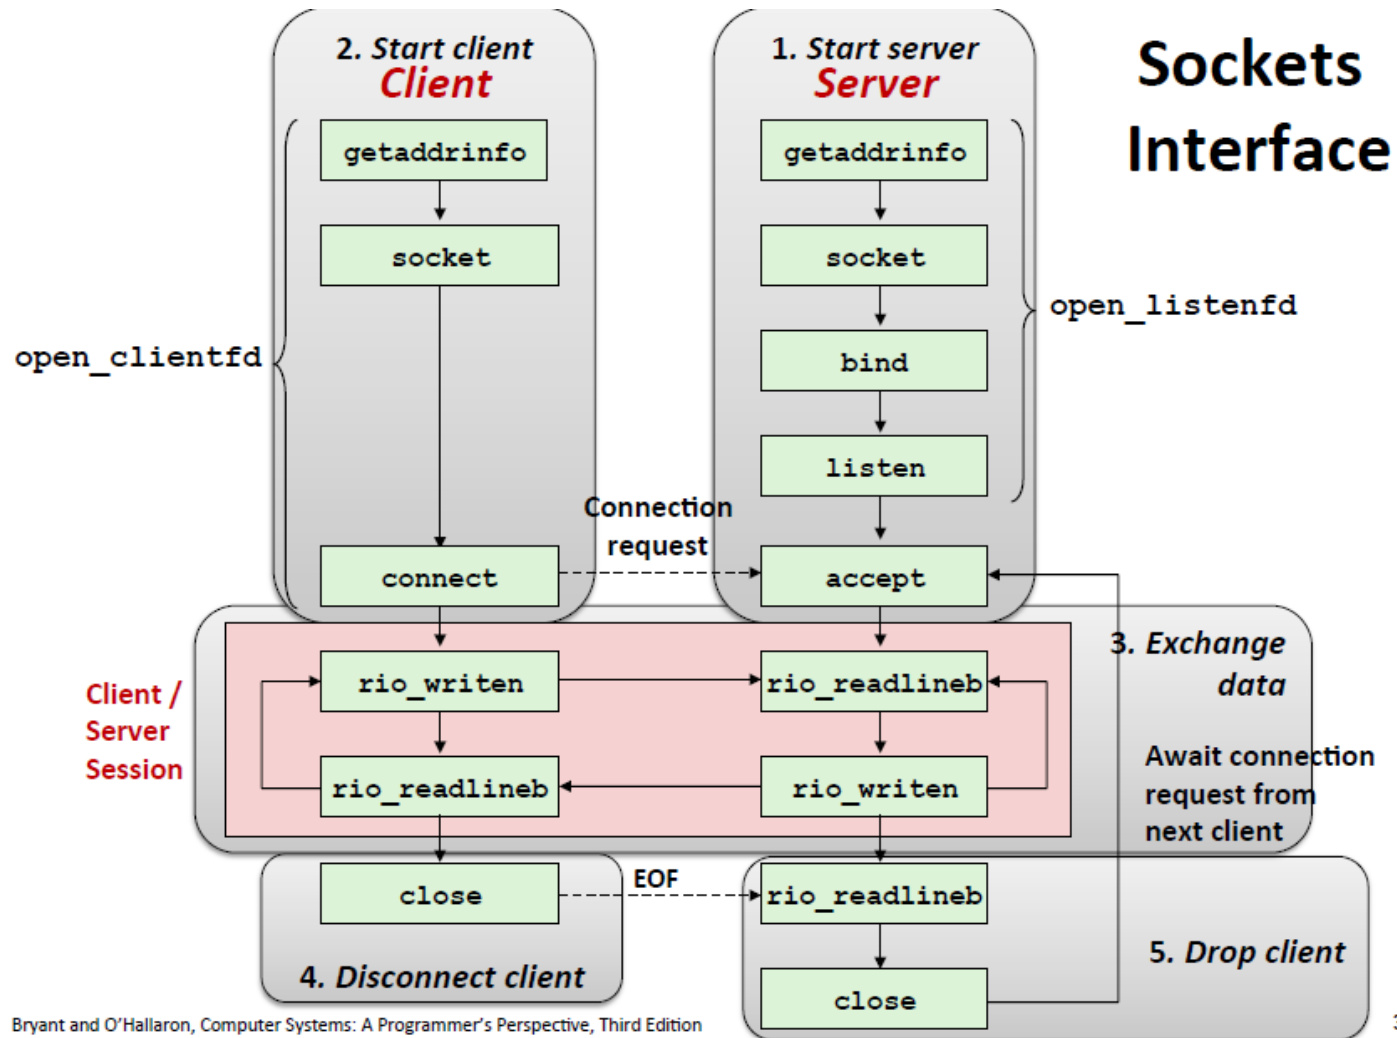 2. Start client
Client
1. Start server
Server
Sockets
Interface
getaddrinfo
getaddrinfo
socket
socket
open_clientfd
open_listenfd
bind
listen
Connection
request
connect
accept
3. Exchange
data
Client /
Server
Session
rio_writen
rio_readlineb
rio_readlineb
rio_writen
Await connection
request from
next client
close
EOF
rio_readlineb
4. Disconnect client
5. Drop client
close
Bryant and O'Hallaron, Computer Systems: A Programmer's Perspective, Third Edition